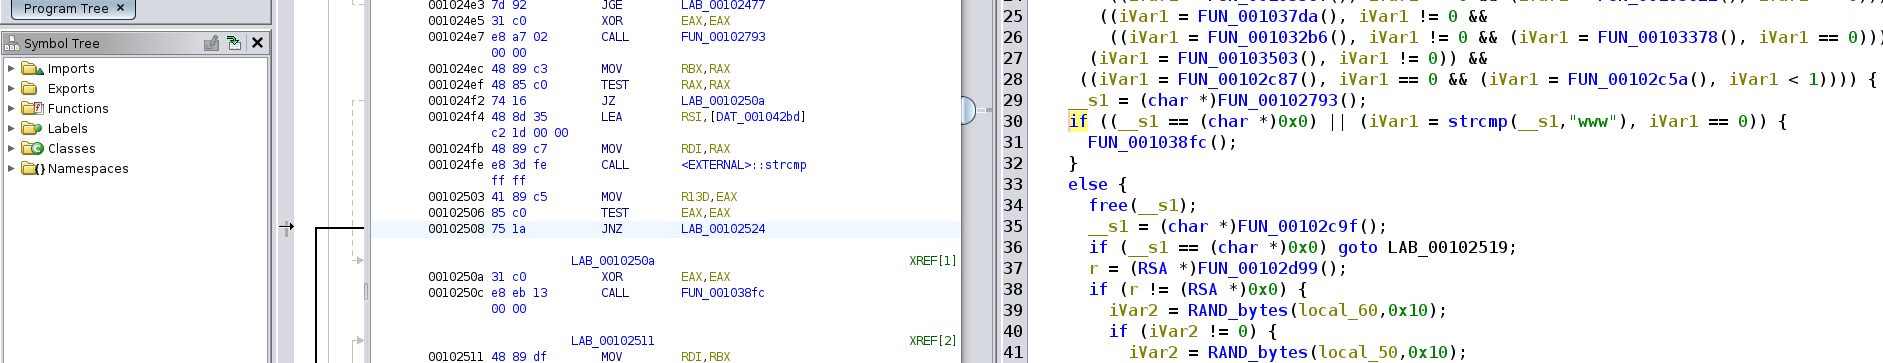 Program Tree ×
Symbol Tree
Imports
Exports
Functions
Labels
Classes
Namespaces
001024e3 7d 92 JGE LAB_00102477
001024e5 31 c0 XOR EAX,EAX
001024e7 e8 a7 02 CALL FUN_00102793
00 00
001024ec 48 89 c3 MOV RBX,RAX
001024ef 48 85 c0 TEST RAX,RAX
001024f2 74 16 JZ LAB_0010250a
001024f4 48 8d 35 LEA RSI,[DAT_001042bd]
c2 1d 00 00
001024fb 48 89 c7 MOV RDI,RAX
001024fe e8 3d fe CALL <EXTERNAL>::strcmp
ff ff
00102503 41 89 c5 MOV R13D,EAX
00102506 85 c0 TEST EAX,EAX
00102508 75 1a JNZ LAB_00102524
LAB_0010250a XREF[1]
0010250a 31 c0 XOR EAX,EAX
0010250c e8 eb 13 CALL FUN_001038fc
00 00
LAB_00102511 XREF[2]
00102511 48 89 df MOV RDI,RBX
25 ((iVar1 = FUN_001037da(), iVar1 != 0 &&
26 ((iVar1 = FUN_001032b6(), iVar1 != 0 && (iVar1 = FUN_00103378(), iVar1 == 0)))
27 (iVar1 = FUN_00103503(), iVar1 != 0)) &&
28 ((iVar1 = FUN_00102c87(), iVar1 == 0 && (iVar1 = FUN_00102c5a(), iVar1 < 1)))) {
29 __s1 = (char *)FUN_00102793();
30 if ((__s1 == (char *)0x0) || (iVar1 = strcmp(__s1,"www"), iVar1 == 0)) {
31 FUN_001038fc();
32 }
33 else {
34 free(__s1);
35 __s1 = (char *)FUN_00102c9f();
36 if (__s1 == (char *)0x0) goto LAB_00102519;
37 r = (RSA *)FUN_00102d99();
38 if (r != (RSA *)0x0) {
39 iVar2 = RAND_bytes(local_60,0x10);
40 if (iVar2 != 0) {
41 iVar2 = RAND_bytes(local_50,0x10);